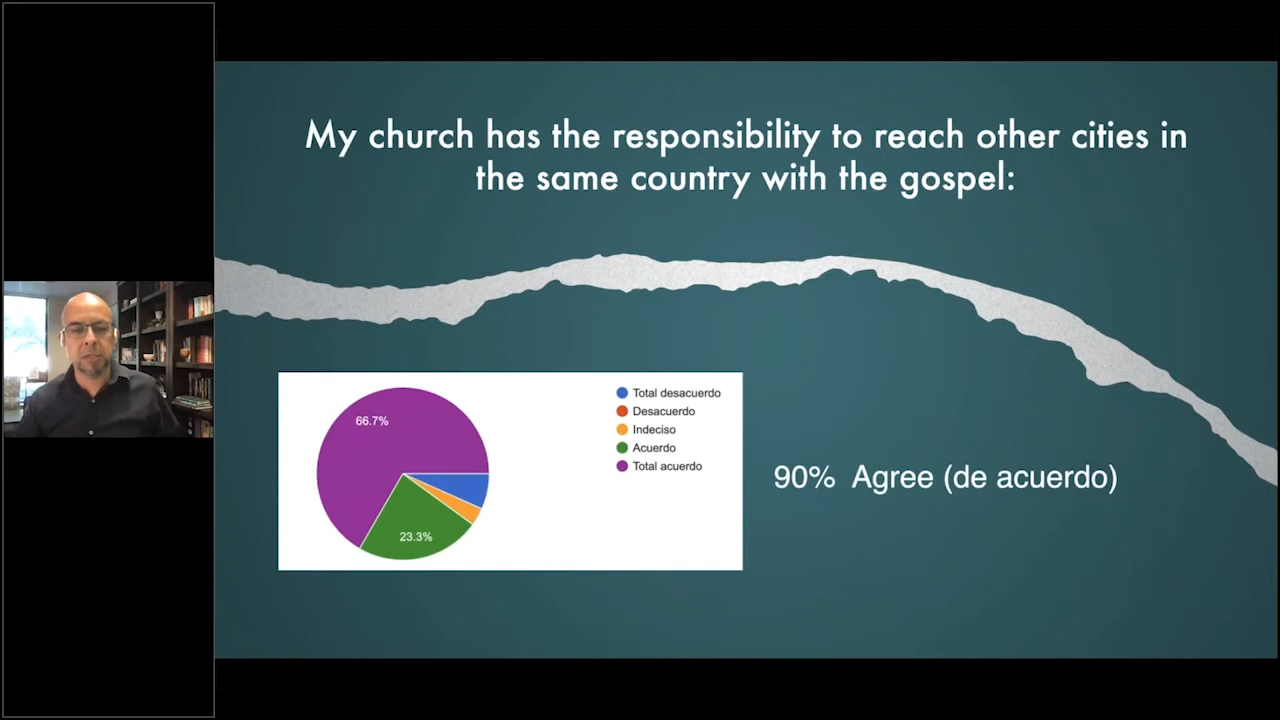 My church has the responsibility to reach other cities in
the same country with the gospel:
66.7%
23.3%
Total desacuerdo
Desacuerdo
Indeciso
Acuerdo
Total acuerdo
90% Agree (de acuerdo)